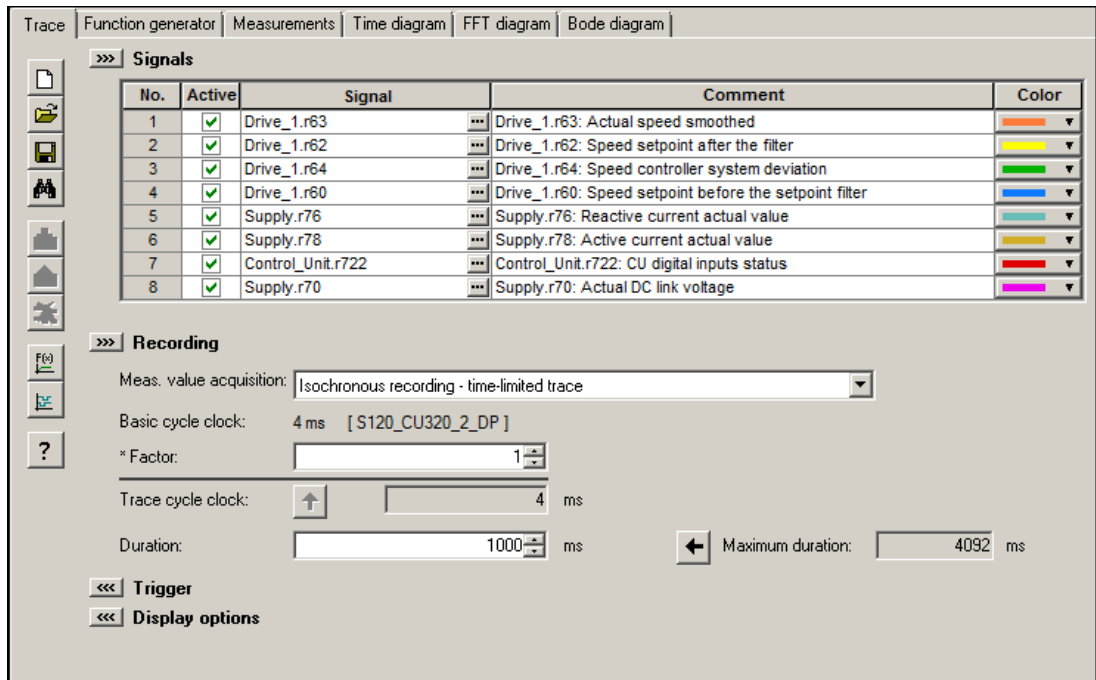 Trace Function generator Measurements Time diagram FFT diagram Bode diagram
>>> Signals
No. Active Signal Comment Color
1 Drive_1.r63 ... Drive_1.r63: Actual speed smoothed
2 Drive_1.r62 ... Drive_1.r62: Speed setpoint after the filter
3 Drive_1.r64 ... Drive_1.r64: Speed controller system deviation
4 Drive_1.r60 ... Drive_1.r60: Speed setpoint before the setpoint filter
5 Supply.r76 ... Supply.r76: Reactive current actual value
6 Supply.r78 ... Supply.r78: Active current actual value
7 Control_Unit.r722 ... Control_Unit.r722: CU digital inputs status
8 Supply.r70 ... Supply.r70: Actual DC link voltage
>>> Recording
F(x)
Meas. value acquisition: Isochronous recording - time-limited trace
Basic cycle clock: 4 ms [ S120_CU320_2_DP ]
? * Factor: 1
Trace cycle clock: 4 ms
Duration: 1000 ms Maximum duration: 4092 ms
<<< Trigger
<<< Display options